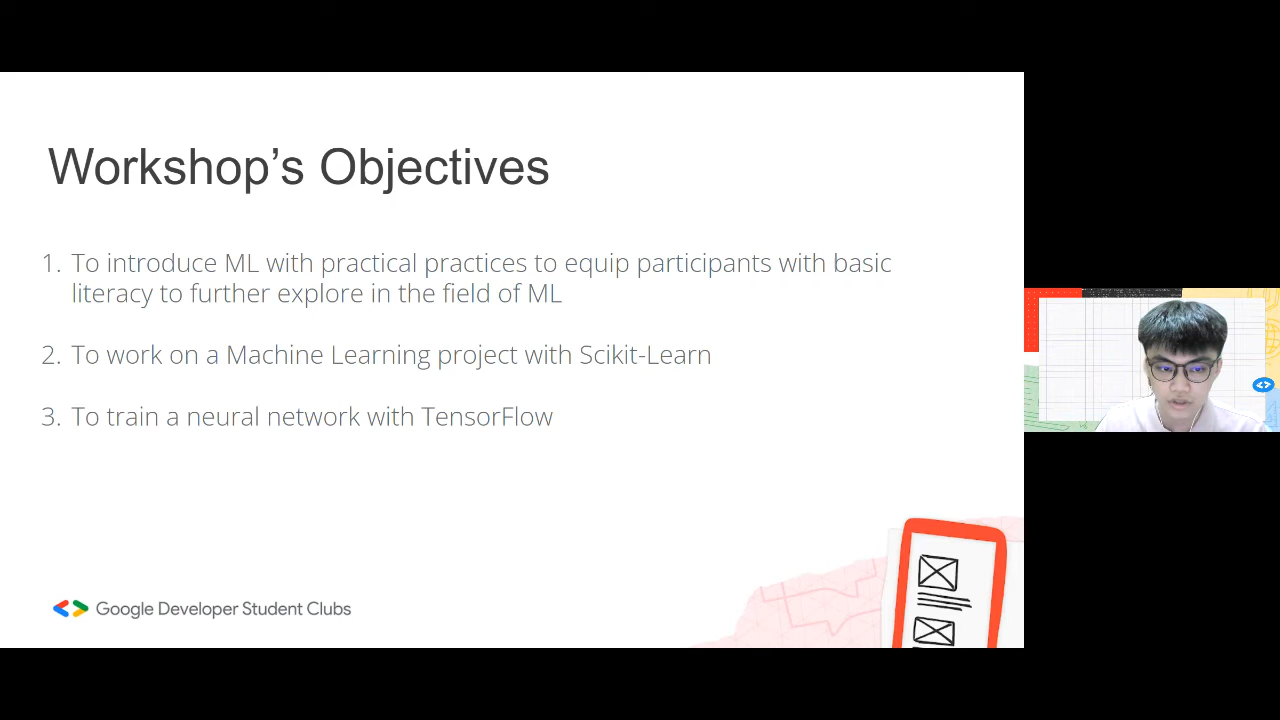 Workshop’s Objectives
1. To introduce ML with practical practices to equip participants with basic
literacy to further explore in the field of ML
2. To work on a Machine Learning project with Scikit-Learn
3. To train a neural network with TensorFlow
Google Developer Student Clubs